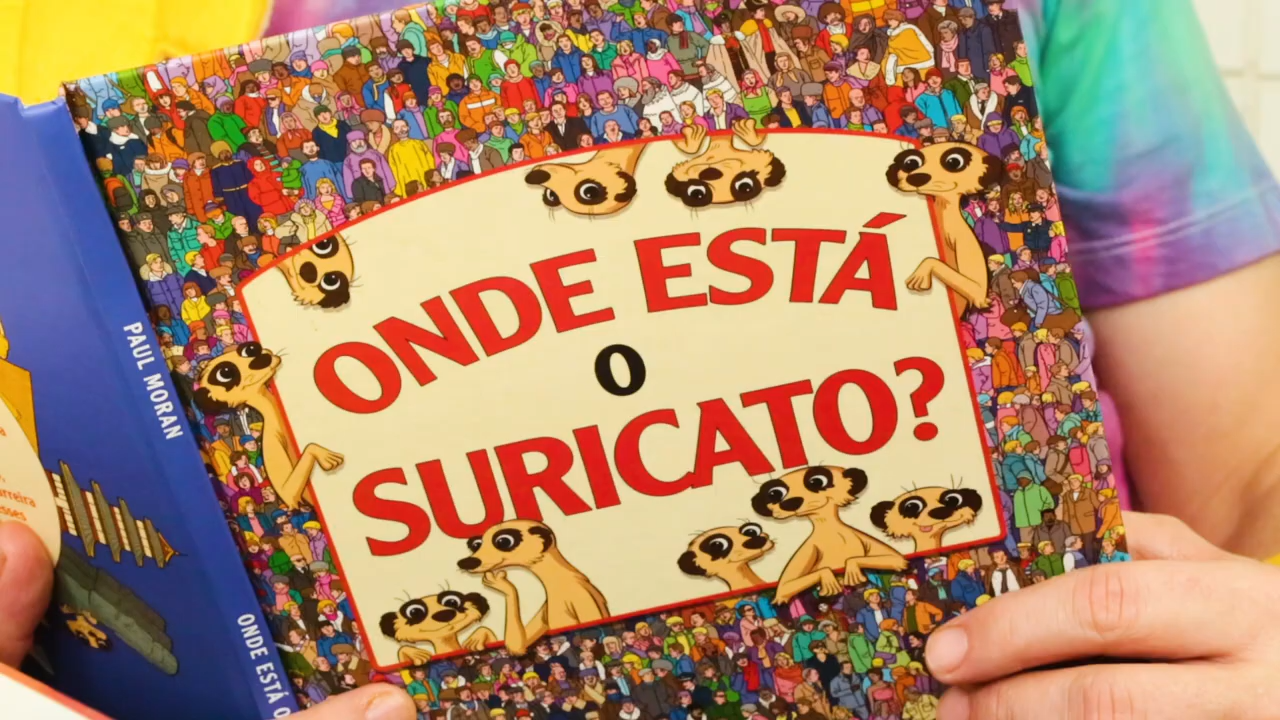 ONDE ESTÁ
O
SURICATO?
PAUL MORAN
ONDE ESTÁ O